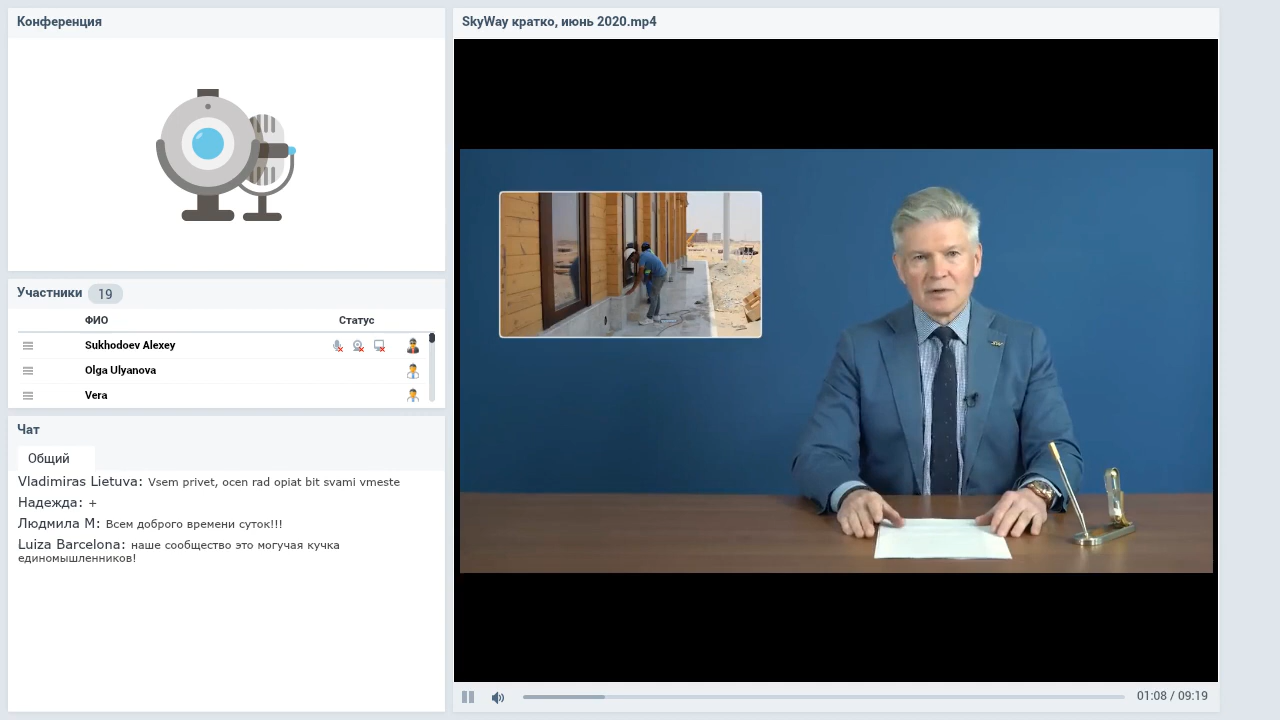 Конференция
SkyWay кратко, июнь 2020.mp4
Участники 19
ФИО Статус
Sukhodoev Alexey
Olga Ulyanova
Vera
Чат
Общий
Vladimiras Lietuva: Vsem privet, ocen rad opiat bit svami vmeste
Надежда: +
Людмила М: Всем доброго времени суток!!!
Luiza Barcelona: наше сообщество это могучая кучка
единомышленников!
01:08 / 09:19